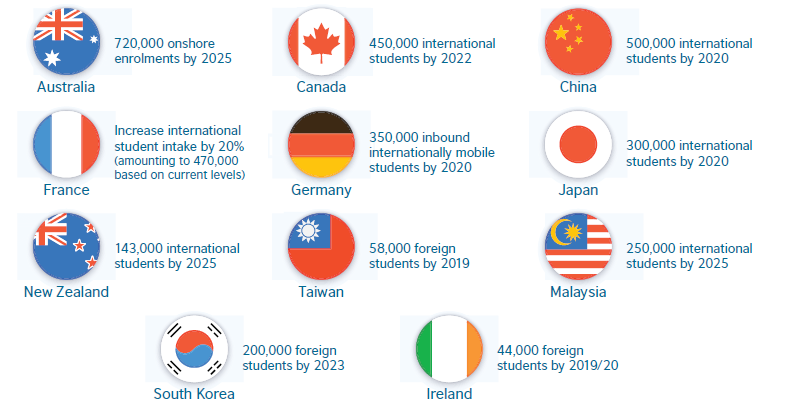 720,000 onshore
enrolments by 2025
Australia
450,000 international
students by 2022
Canada
500,000 international
students by 2020
China
Increase international
student intake by 20%
(amounting to 470,000
based on current levels)
France
350,000 inbound
internationally mobile
students by 2020
Germany
300,000 international
students by 2020
Japan
143,000 international
students by 2025
New Zealand
58,000 foreign
students by 2019
Taiwan
250,000 international
students by 2025
Malaysia
200,000 foreign
students by 2023
South Korea
44,000 foreign
students by 2019/20
Ireland